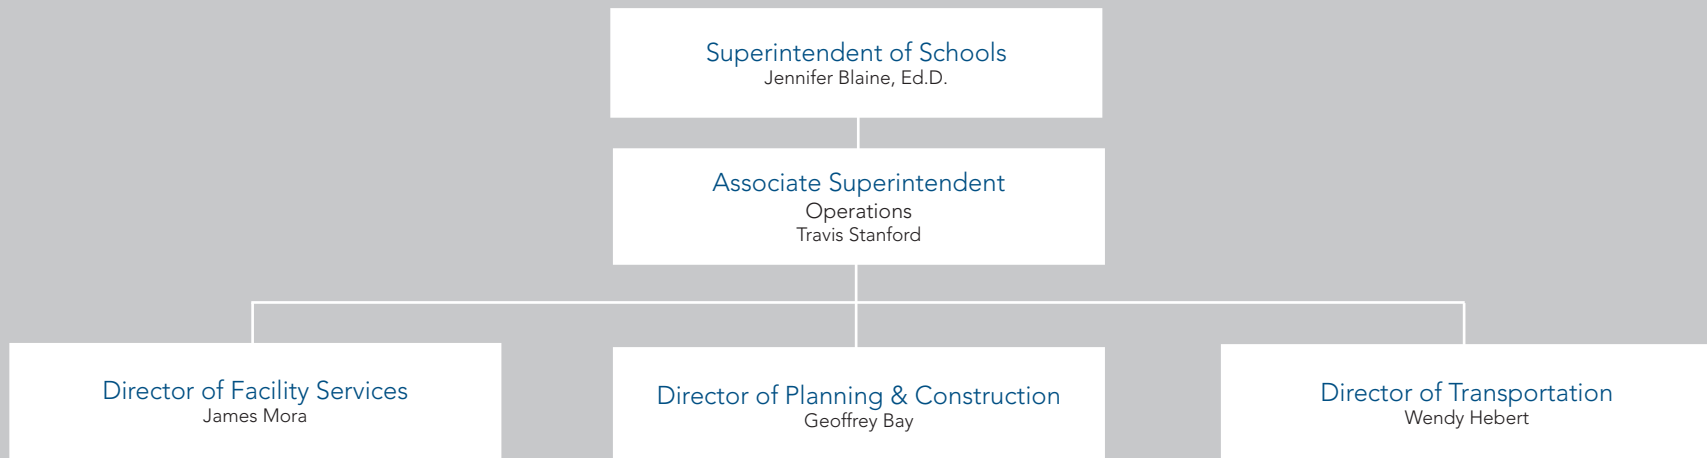 Superintendent of Schools
Jennifer Blaine, Ed.D.
Associate Superintendent
Operations
Travis Stanford
Director of Facility Services
James Mora
Director of Planning & Construction
Geoffrey Bay
Director of Transportation
Wendy Hebert